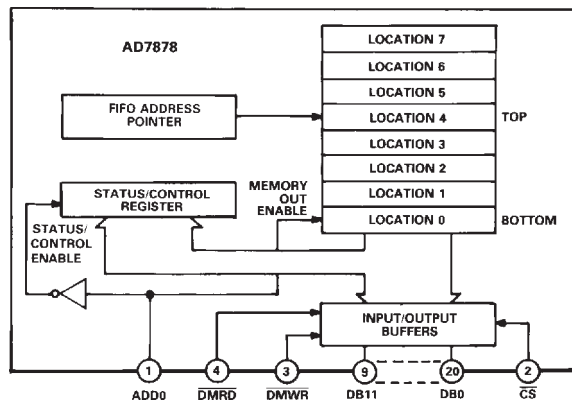 AD7878
LOCATION 7
LOCATION 6
LOCATION 5
FIFO ADDRESS
POINTER
LOCATION 4
TOP
LOCATION 3
LOCATION 2
MEMORY
OUT
ENABLE
LOCATION 1
STATUS/CONTROL
REGISTER
LOCATION 0
BOTTOM
STATUS/
CONTROL
ENABLE
INPUT/OUTPUT
BUFFERS
1
4
3
9
20
2
ADD0
DMRD
DMWR
DB11
DB0
CS